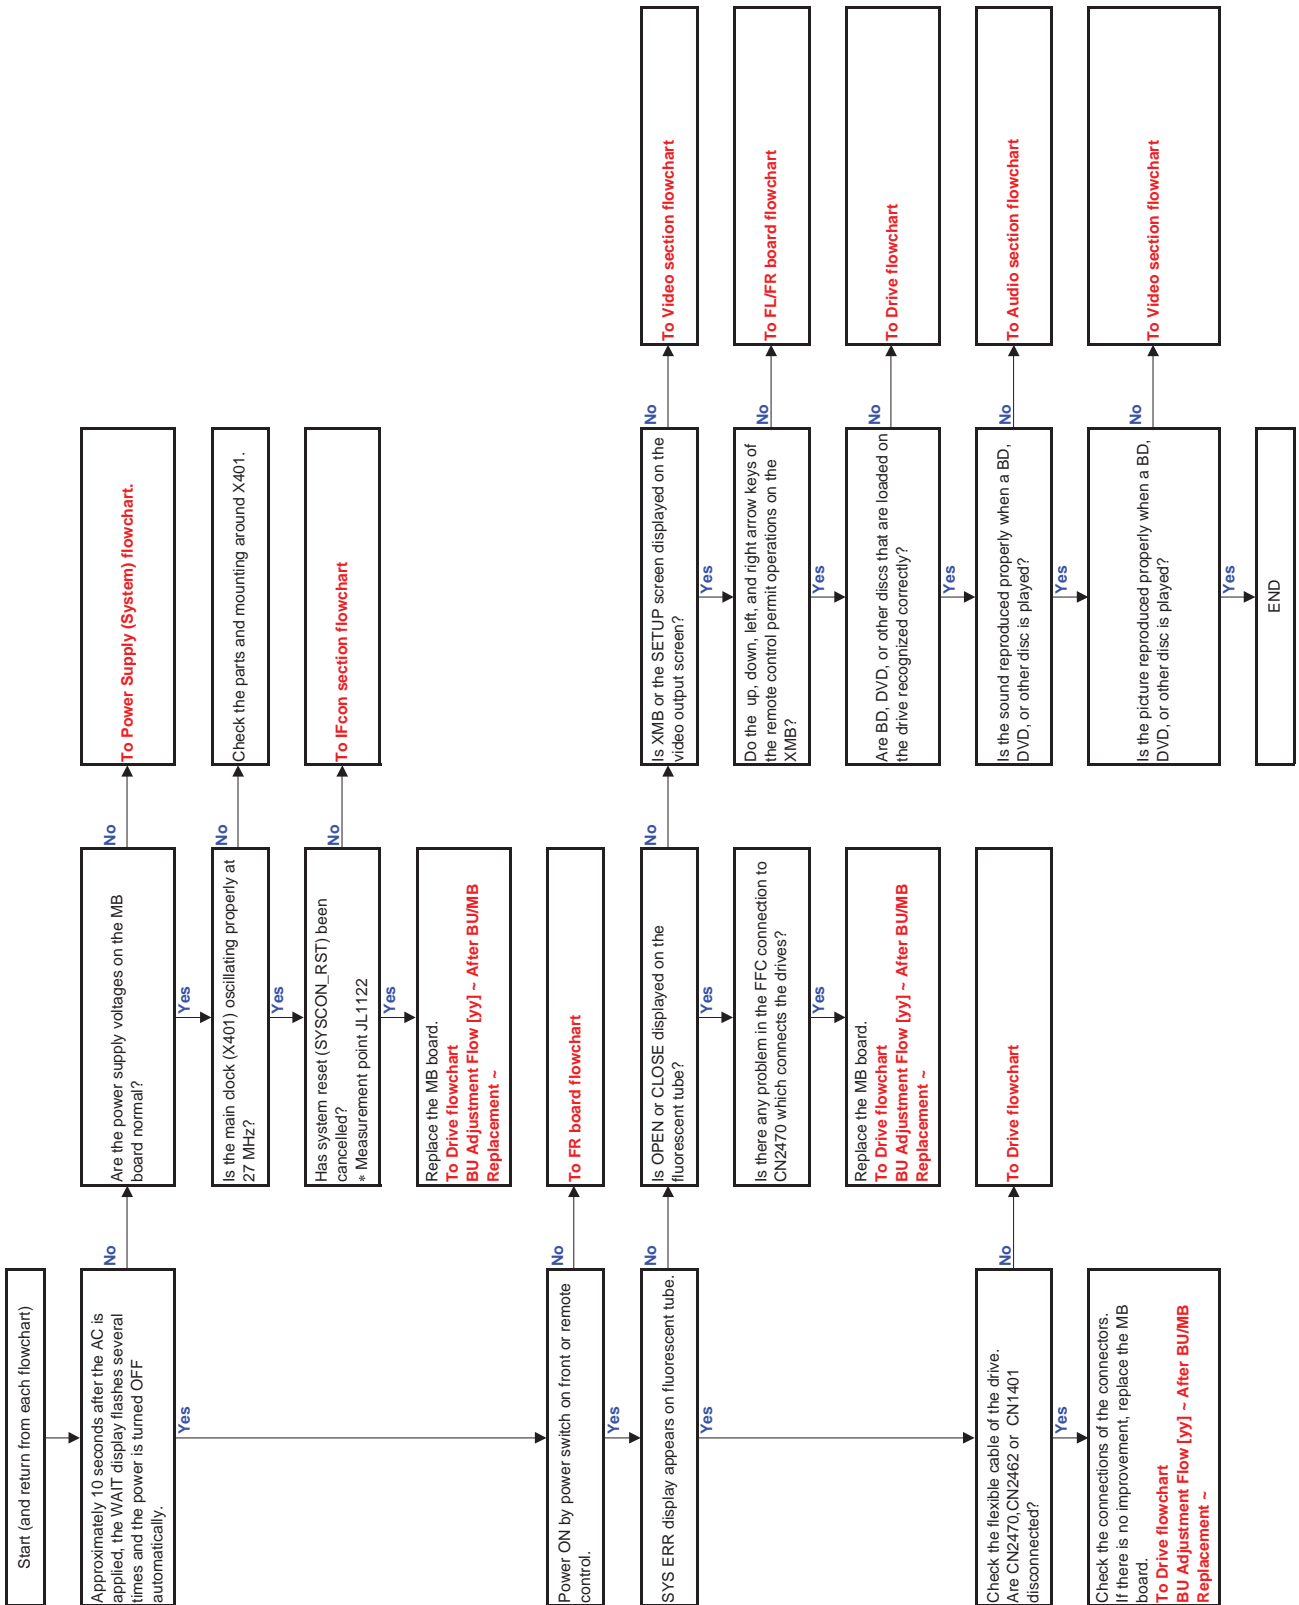 Start (and return from each flowchart)
Approximately 10 seconds after the AC is
applied, the WAIT display flashes several
times and the power is turned OFF
automatically.
No
Yes
Are the power supply voltages on the MB
board normal?
No
To Power Supply (System) flowchart.
Yes
Is the main clock (X401) oscillating properly at
27 MHz?
No
Check the parts and mounting around X401.
Yes
Has system reset (SYSCON_RST) been
cancelled?
* Measurement point JL1122
No
To IFcon section flowchart
Yes
Replace the MB board.
To Drive flowchart
BU Adjustment Flow [yy] ~ After BU/MB
Replacement ~
Power ON by power switch on front or remote
control.
No
To FR board flowchart
Yes
SYS ERR display appears on fluorescent tube.
No
Yes
Is OPEN or CLOSE displayed on the
fluorescent tube?
No
Yes
Is there any problem in the FFC connection to
CN2470 which connects the drives?
Yes
Replace the MB board.
To Drive flowchart
BU Adjustment Flow [yy] ~ After BU/MB
Replacement ~
Is XMB or the SETUP screen displayed on the
video output screen?
No
To Video section flowchart
Yes
Do the  up, down, left, and right arrow keys of
the remote control permit operations on the
XMB?
No
To FL/FR board flowchart
Yes
Are BD, DVD, or other discs that are loaded on
the drive recognized correctly?
No
To Drive flowchart
Yes
Is the sound reproduced properly when a BD,
DVD, or other disc is played?
No
To Audio section flowchart
Yes
Is the picture reproduced properly when a BD,
DVD, or other disc is played?
No
To Video section flowchart
Yes
END
Check the flexible cable of the drive.
Are CN2470,CN2462 or  CN1401
disconnected?
No
To Drive flowchart
Yes
Check the connections of the connectors.
If there is no improvement, replace the MB
board.
To Drive flowchart
BU Adjustment Flow [yy] ~ After BU/MB
Replacement ~